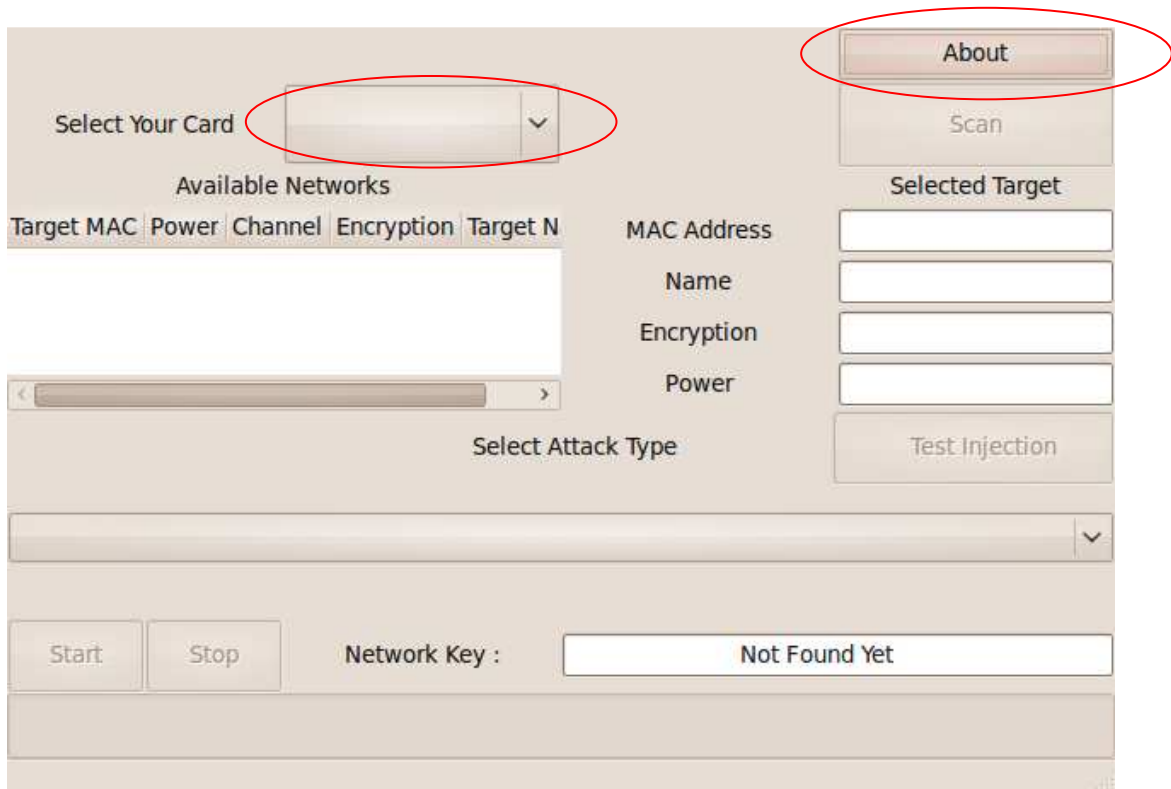 About
Select Your Card
Scan
Available Networks
Selected Target
Target MAC Power Channel Encryption Target N
MAC Address
Name
Encryption
Power
Select Attack Type
Test Injection
Start Stop Network Key : Not Found Yet